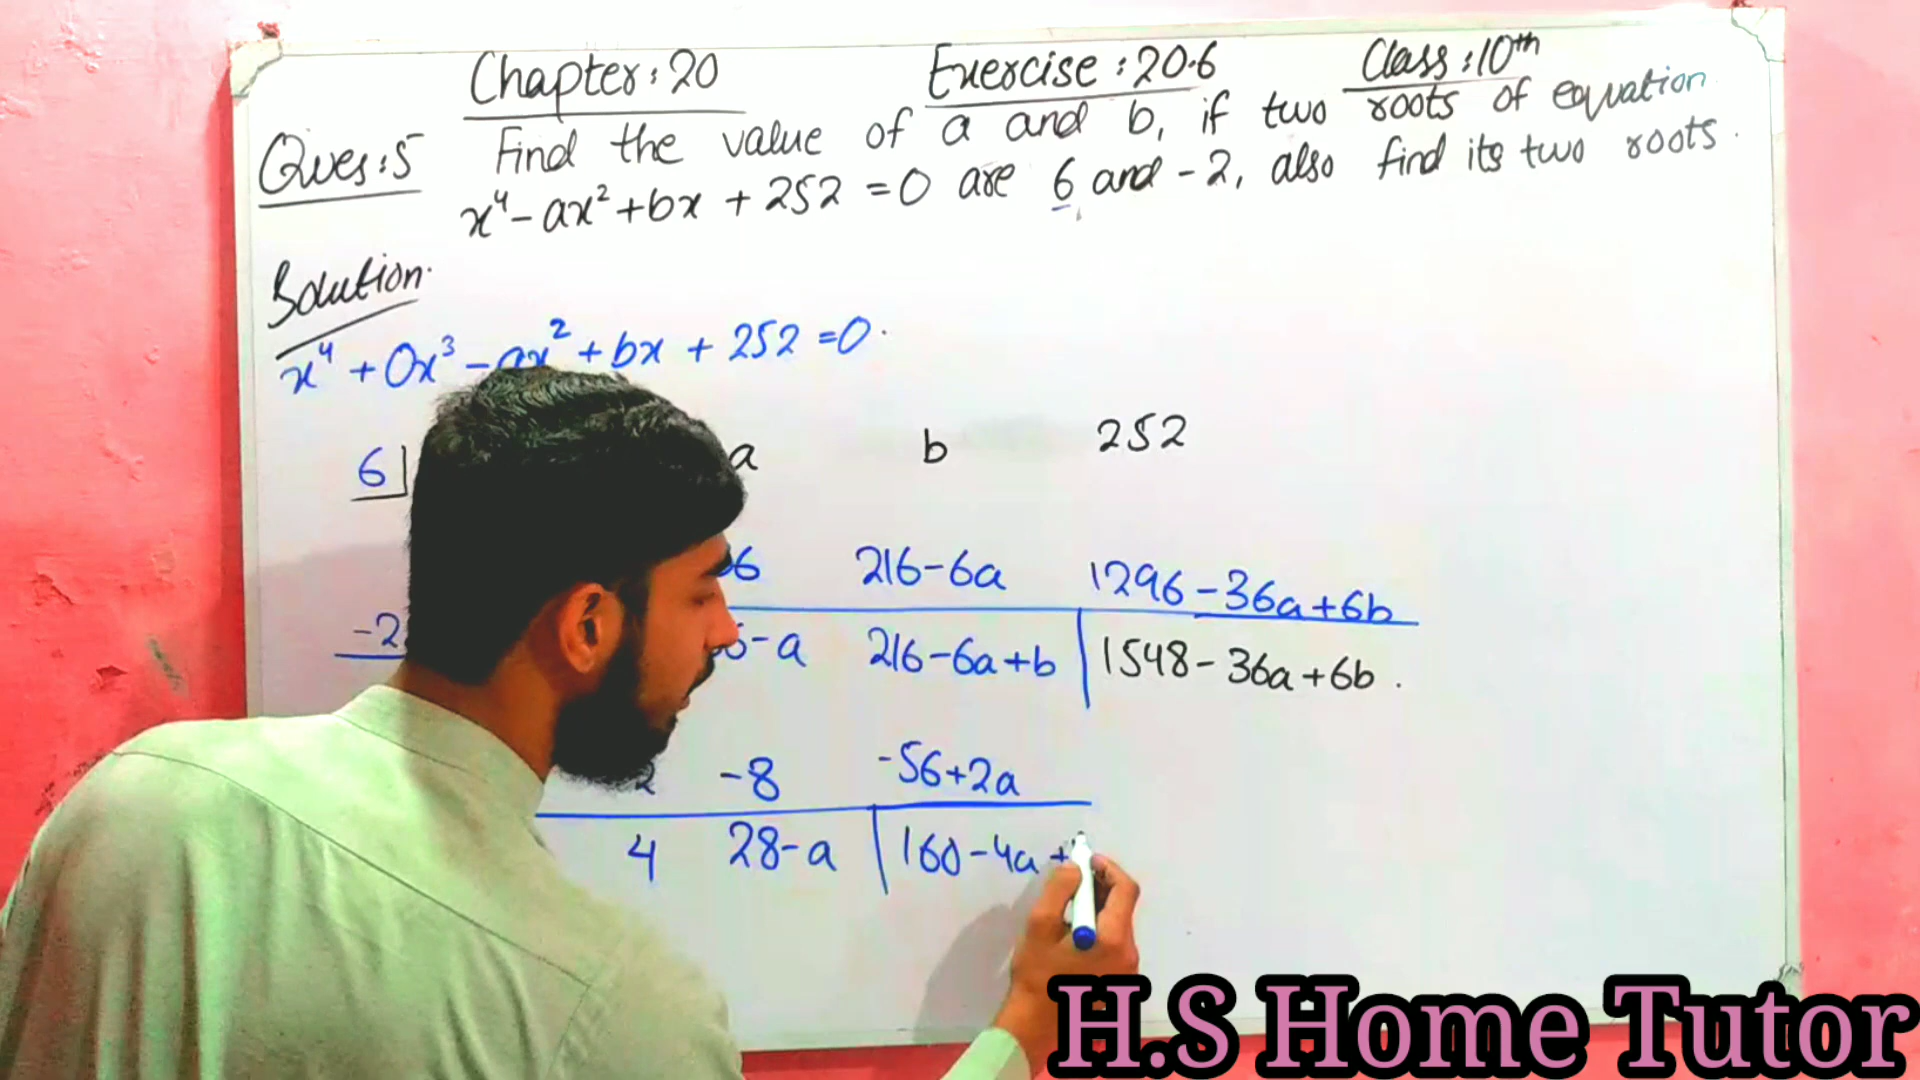 Chapter: 20 Exercise: 20.6 Class: 10th
Ques: 5 Find the value of a and b, if two roots of equation
x⁴ - ax² + bx + 252 = 0 are 6 and -2, also find its two roots.
Solution.
x⁴ + 0x³ - ax² + bx + 252 = 0.
6 a b 252
6 216-6a 1296-36a+6b
-2 -a 216-6a+b 1548-36a+6b.
-8 -56+2a
4 28-a 160-4a+
H.S Home Tutor